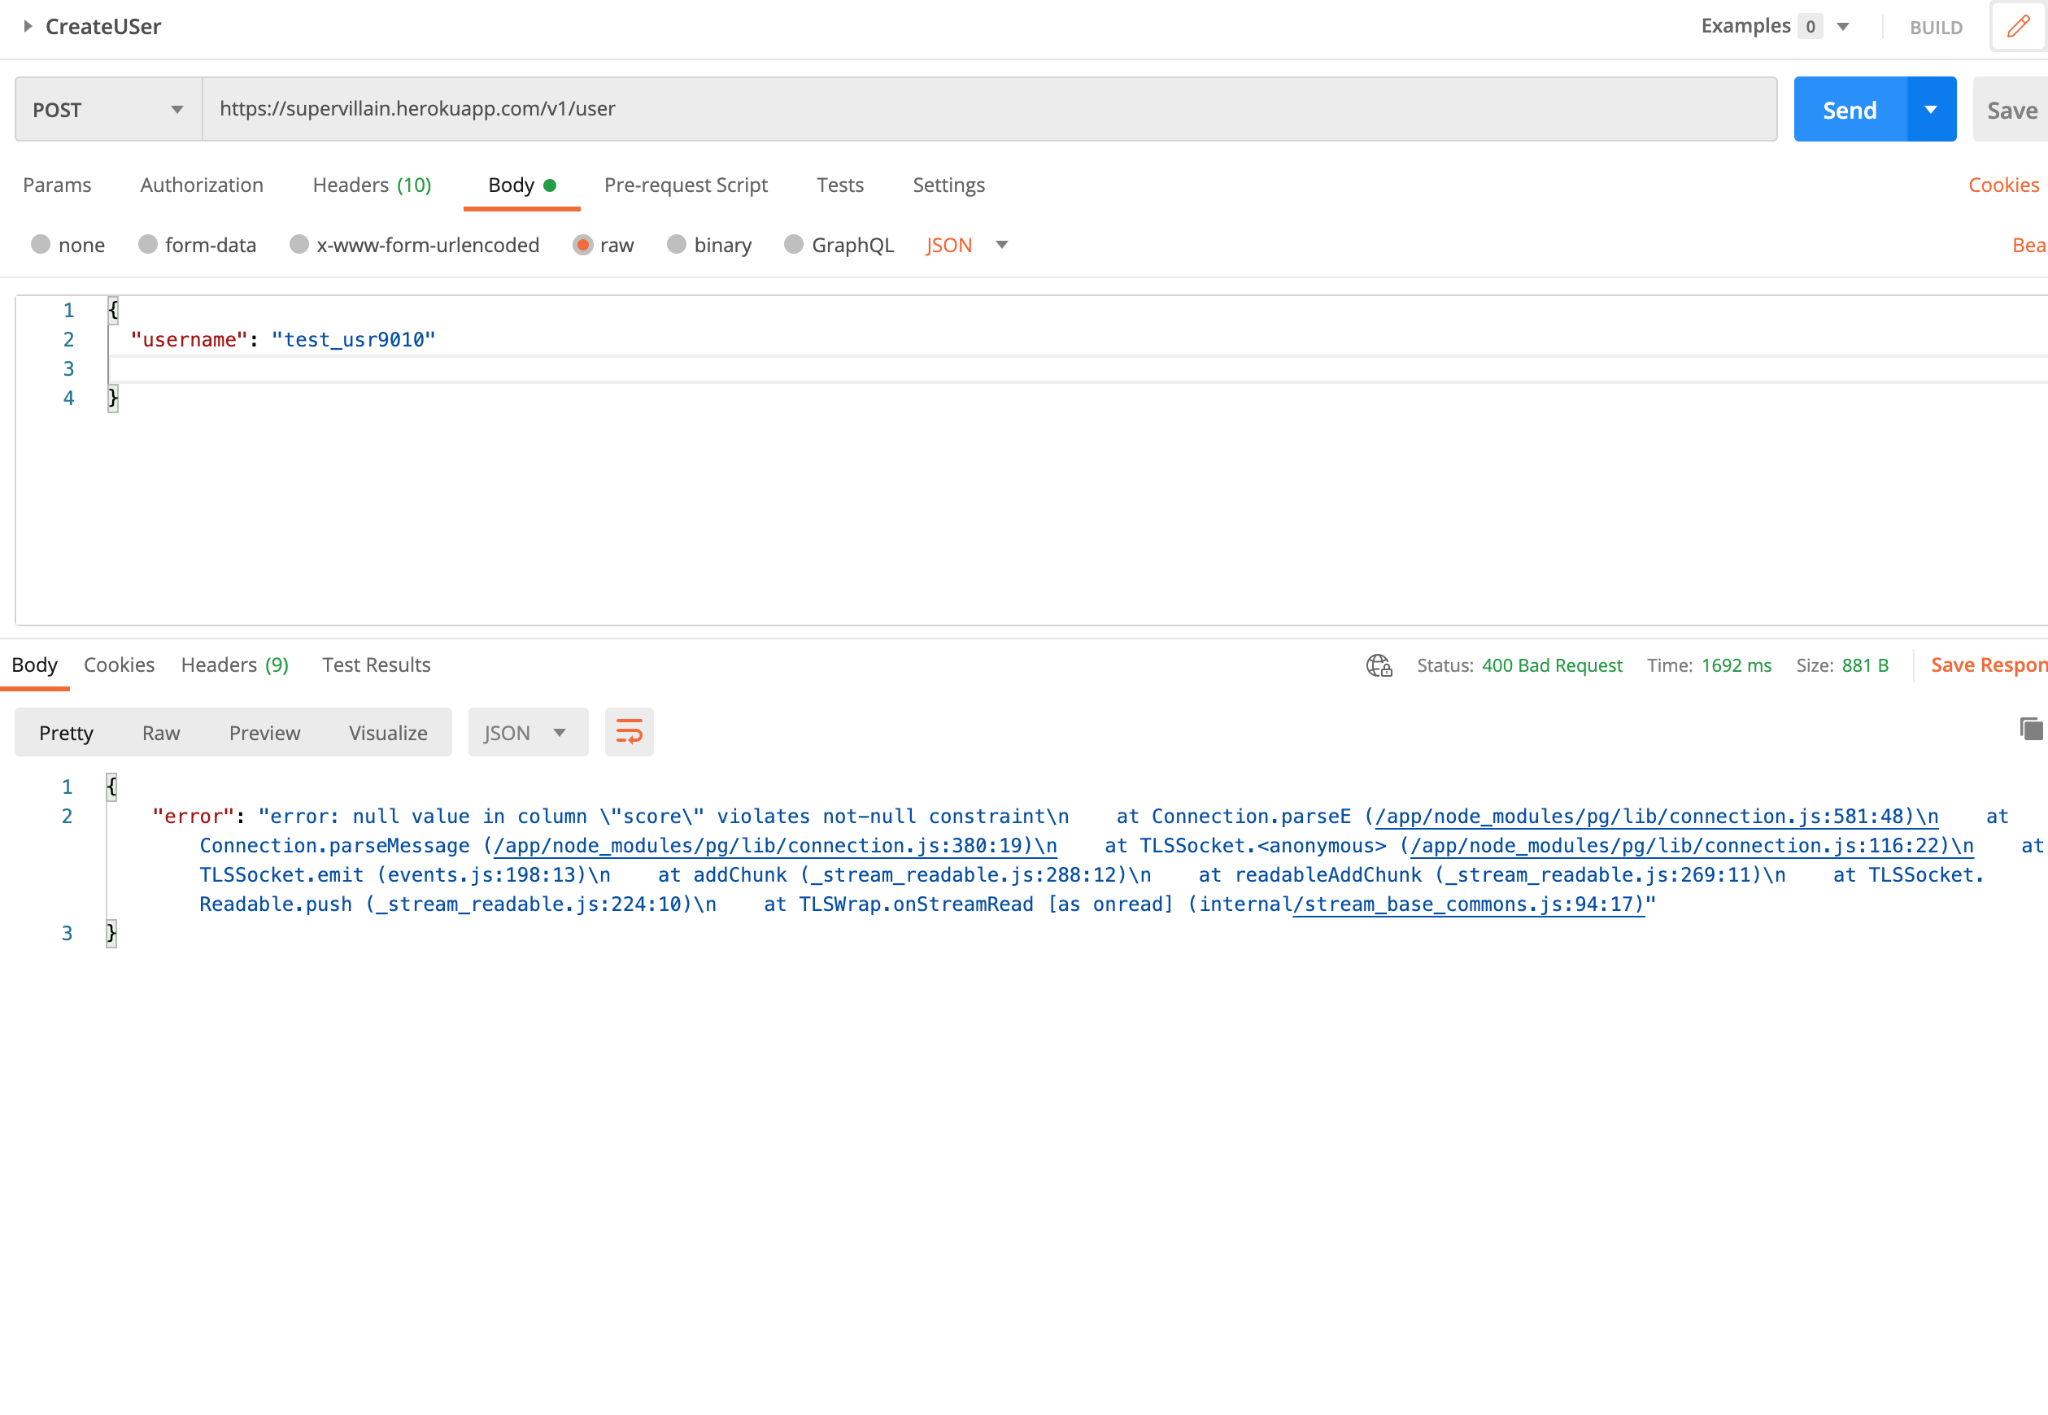 CreateUSer
Examples 0
BUILD
POST
https://supervillain.herokuapp.com/v1/user
Send
Save
Params
Authorization
Headers (10)
Body
Pre-request Script
Tests
Settings
Cookies
none
form-data
x-www-form-urlencoded
raw
binary
GraphQL
JSON
Bea
1 {
2 "username": "test_usr9010"
3
4 }
Body
Cookies
Headers (9)
Test Results
Status: 400 Bad Request
Time: 1692 ms
Size: 881 B
Save Respon
Pretty
Raw
Preview
Visualize
JSON
1 {
2 "error": "error: null value in column \"score\" violates not-null constraint\n    at Connection.parseE (/app/node_modules/pg/lib/connection.js:581:48)\n    at
Connection.parseMessage (/app/node_modules/pg/lib/connection.js:380:19)\n    at TLSSocket.<anonymous> (/app/node_modules/pg/lib/connection.js:116:22)\n    at
TLSSocket.emit (events.js:198:13)\n    at addChunk (_stream_readable.js:288:12)\n    at readableAddChunk (_stream_readable.js:269:11)\n    at TLSSocket.
Readable.push (_stream_readable.js:224:10)\n    at TLSWrap.onStreamRead [as onread] (internal/stream_base_commons.js:94:17)"
3 }